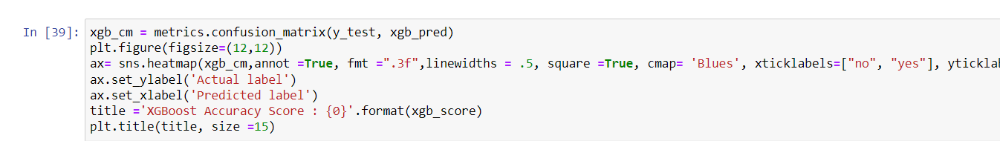 In [39]: xgb_cm = metrics.confusion_matrix(y_test, xgb_pred)
plt.figure(figsize=(12,12))
ax= sns.heatmap(xgb_cm,annot =True, fmt =".3f",linewidths = .5, square =True, cmap= 'Blues', xticklabels=["no", "yes"], yticklab
ax.set_ylabel('Actual label')
ax.set_xlabel('Predicted label')
title ='XGBoost Accuracy Score : {0}'.format(xgb_score)
plt.title(title, size =15)